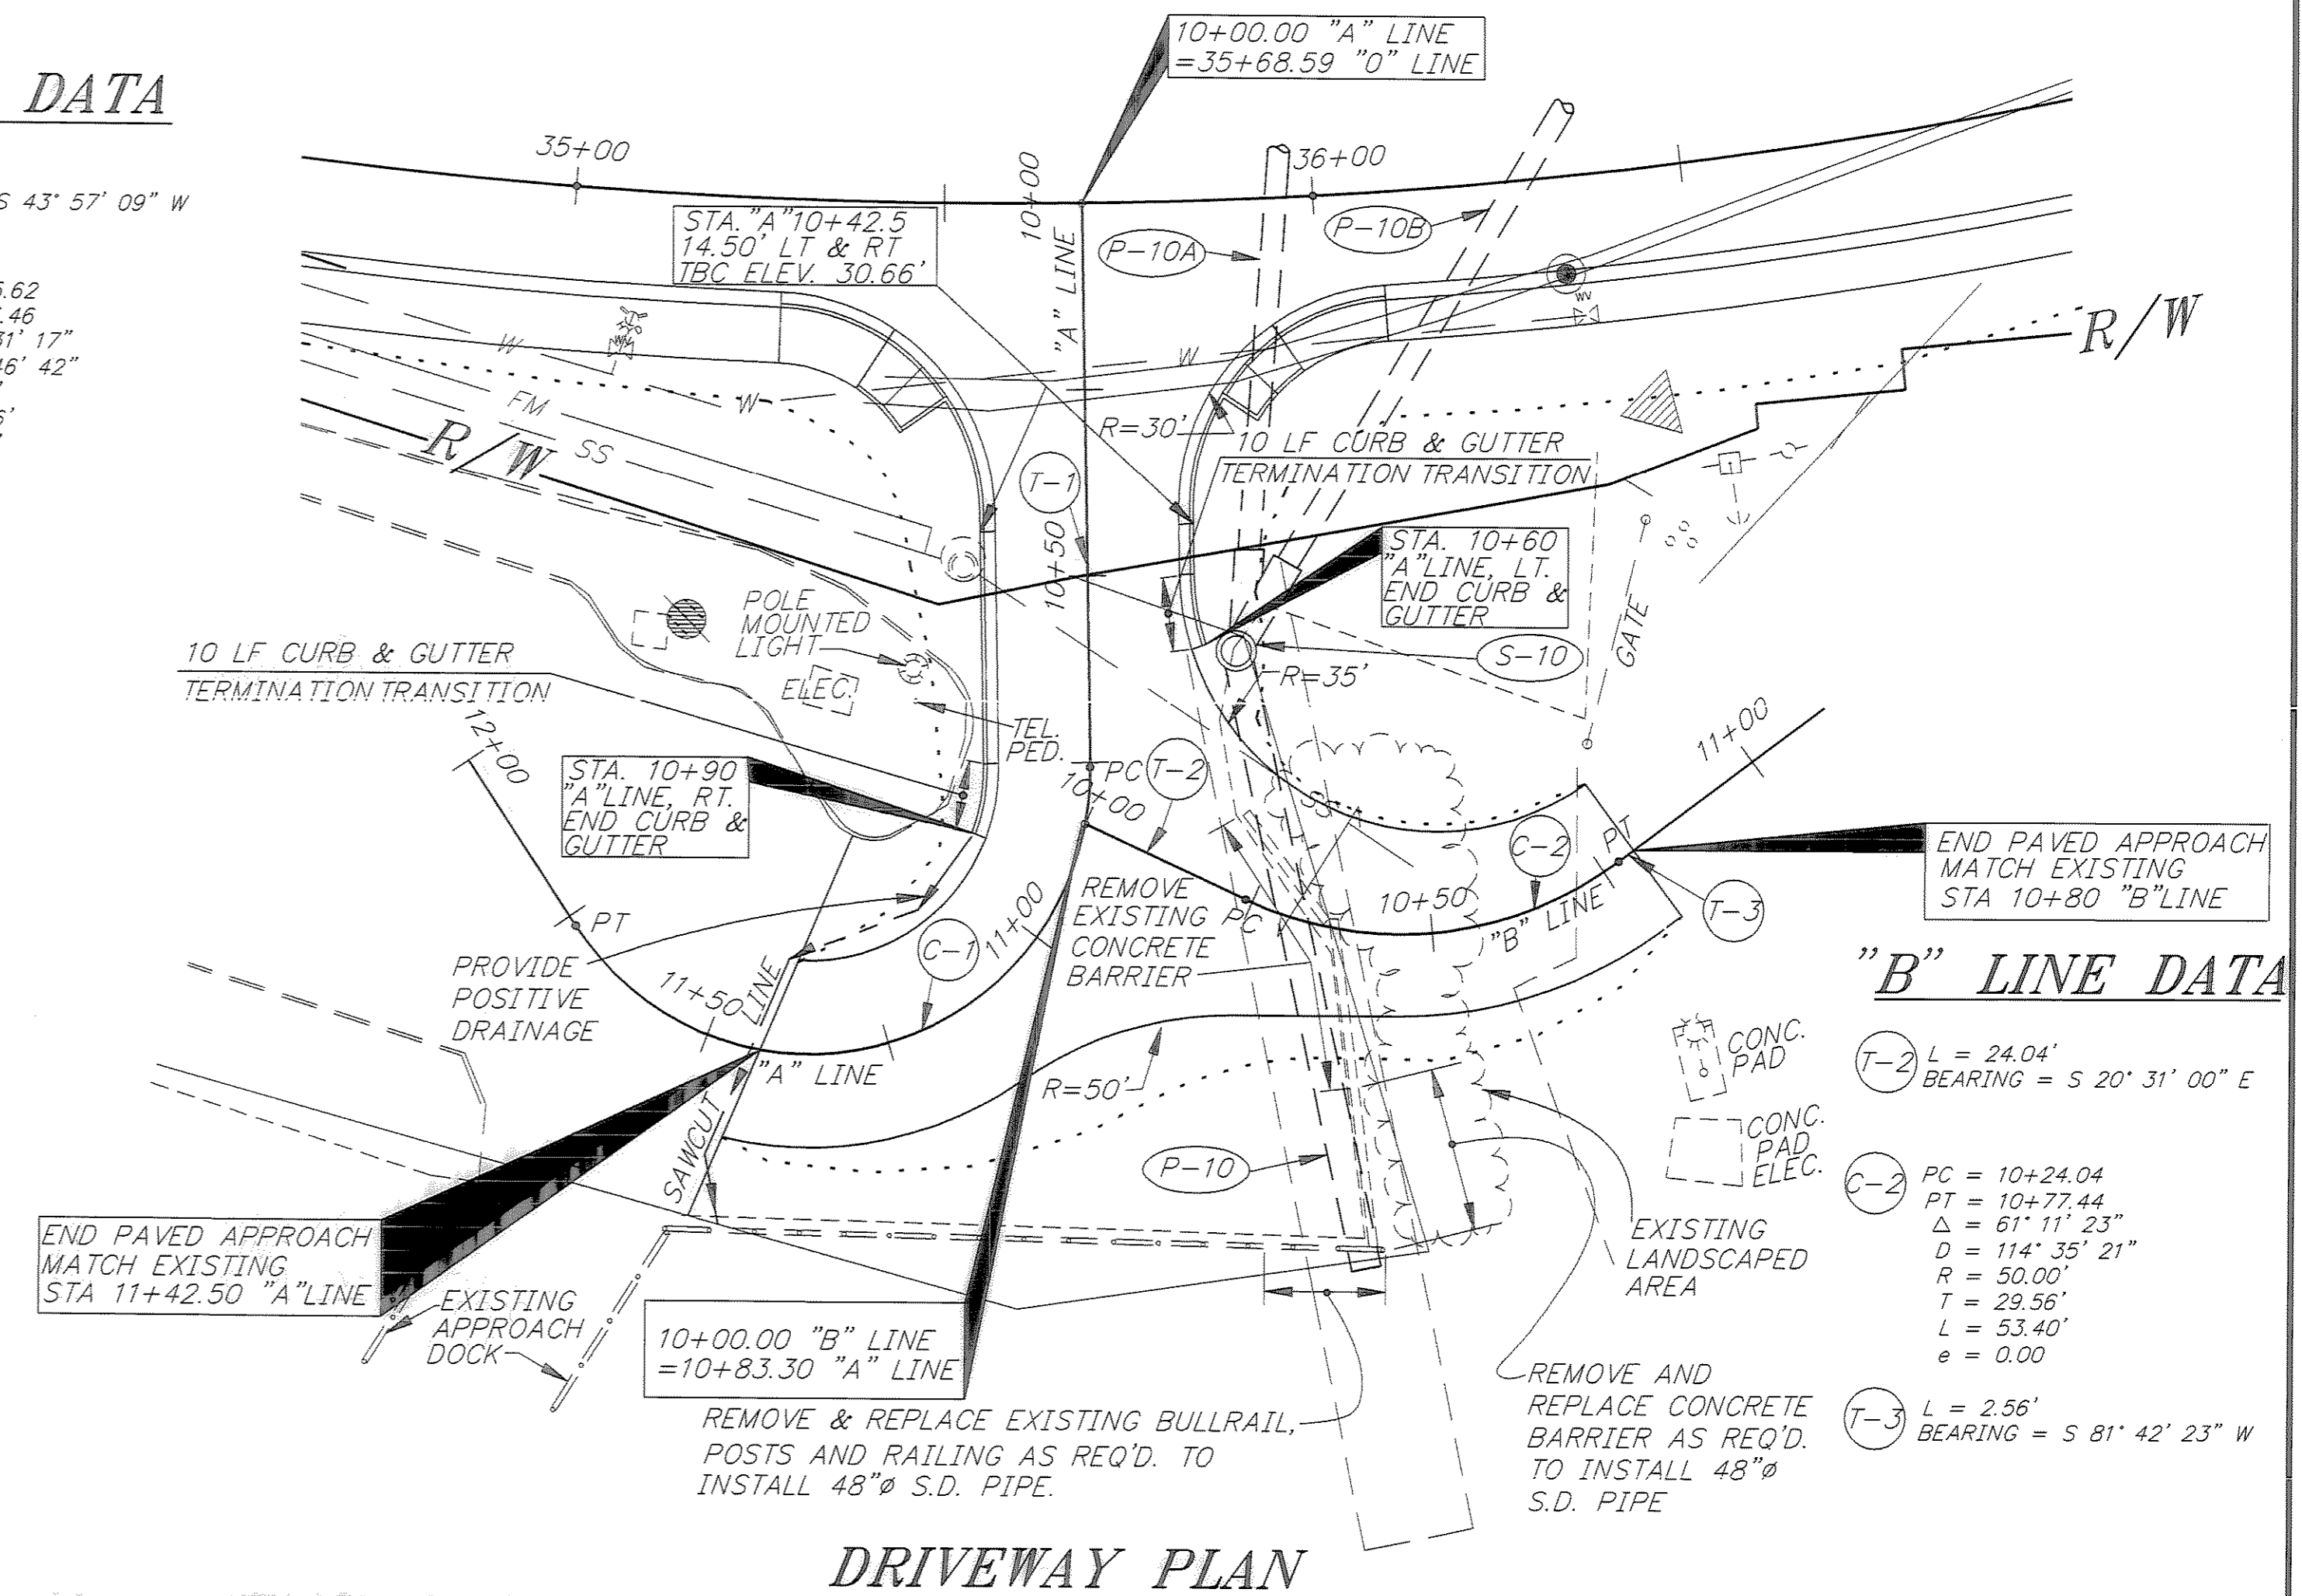 DATA
S 43° 57' 09" W
10+00.00 "A" LINE
=35+68.59 "O" LINE
35+00
36+00
10+00
"A" LINE
STA. "A"10+42.5
14.50' LT & RT
TBC ELEV. 30.66'
P-10A
P-10B
WV
WV
W
W
W
FM
SS
R/W
R/W
R=30'
10 LF CURB & GUTTER
TERMINATION TRANSITION
T-1
10+50
STA. 10+60
"A"LINE, LT.
END CURB &
GUTTER
S-10
R=35'
GATE
POLE
MOUNTED
LIGHT
ELEC.
TEL.
PED.
10 LF CURB & GUTTER
TERMINATION TRANSITION
12+00
STA. 10+90
"A"LINE, RT.
END CURB &
GUTTER
PC
T-2
10+00
SS
11+00
C-2
PT
END PAVED APPROACH
MATCH EXISTING
STA 10+80 "B"LINE
T-3
PT
PROVIDE
POSITIVE
DRAINAGE
11+50
LINE
SAWCUT
C-1
11+00
"A" LINE
REMOVE
EXISTING
CONCRETE
BARRIER
PC
10+50
"B" LINE
R=50'
P-10
CONC.
PAD
CONC.
PAD
ELEC.
EXISTING
LANDSCAPED
AREA
END PAVED APPROACH
MATCH EXISTING
STA 11+42.50 "A"LINE
EXISTING
APPROACH
DOCK
10+00.00 "B" LINE
=10+83.30 "A" LINE
REMOVE & REPLACE EXISTING BULLRAIL,
POSTS AND RAILING AS REQ'D. TO
INSTALL 48"ø S.D. PIPE.
REMOVE AND
REPLACE CONCRETE
BARRIER AS REQ'D.
TO INSTALL 48"ø
S.D. PIPE
"B" LINE DATA
T-2 L = 24.04'
BEARING = S 20° 31' 00" E
C-2 PC = 10+24.04
PT = 10+77.44
Δ = 61° 11' 23"
D = 114° 35' 21"
R = 50.00'
T = 29.56'
L = 53.40'
e = 0.00
T-3 L = 2.56'
BEARING = S 81° 42' 23" W
DRIVEWAY PLAN